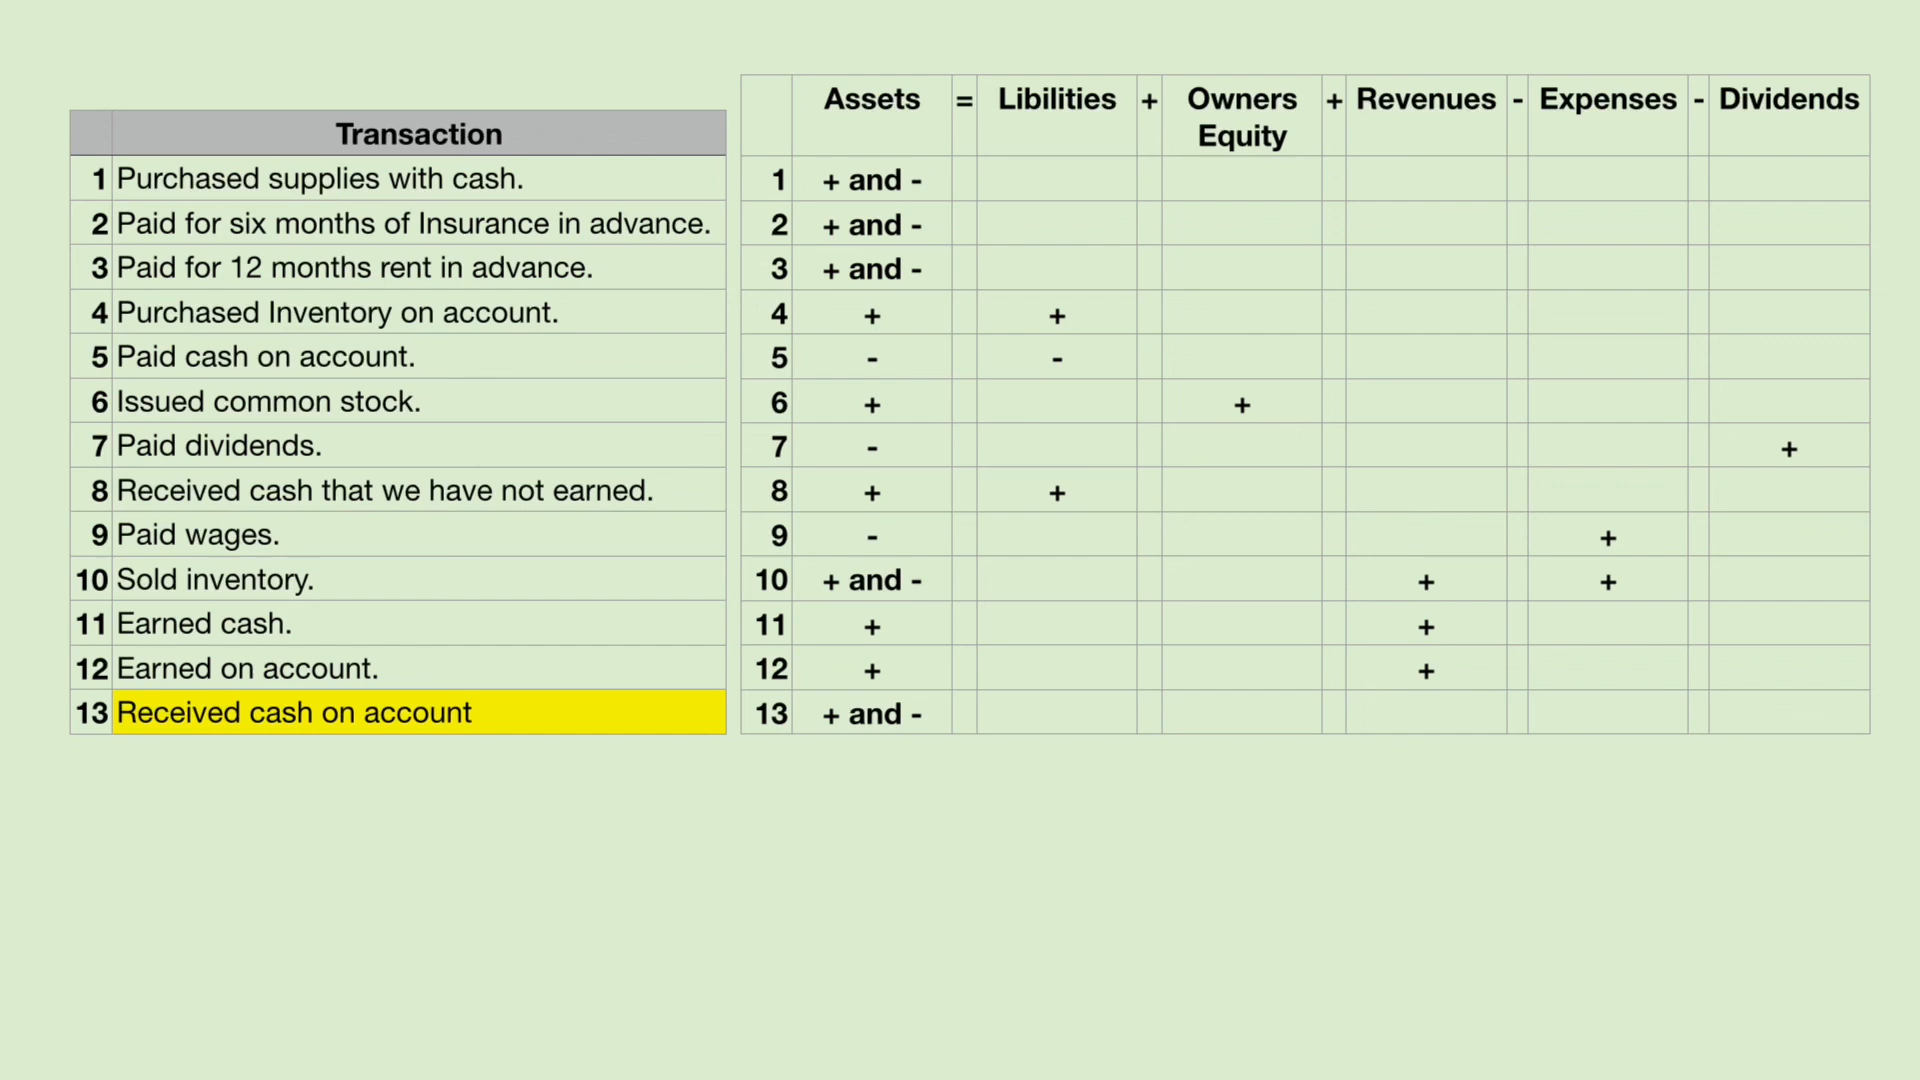 Transaction
1 Purchased supplies with cash.
2 Paid for six months of Insurance in advance.
3 Paid for 12 months rent in advance.
4 Purchased Inventory on account.
5 Paid cash on account.
6 Issued common stock.
7 Paid dividends.
8 Received cash that we have not earned.
9 Paid wages.
10 Sold inventory.
11 Earned cash.
12 Earned on account.
13 Received cash on account
Assets = Libilities + Owners + Revenues - Expenses - Dividends
Equity
1 + and -
2 + and -
3 + and -
4 + +
5 - -
6 + +
7 - +
8 + +
9 - +
10 + and - + +
11 + +
12 + +
13 + and -